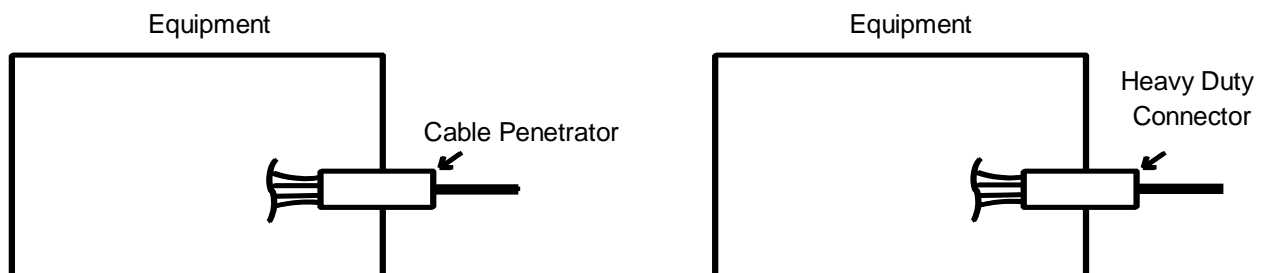 Equipment
Equipment
Cable Penetrator
Heavy Duty
Connector